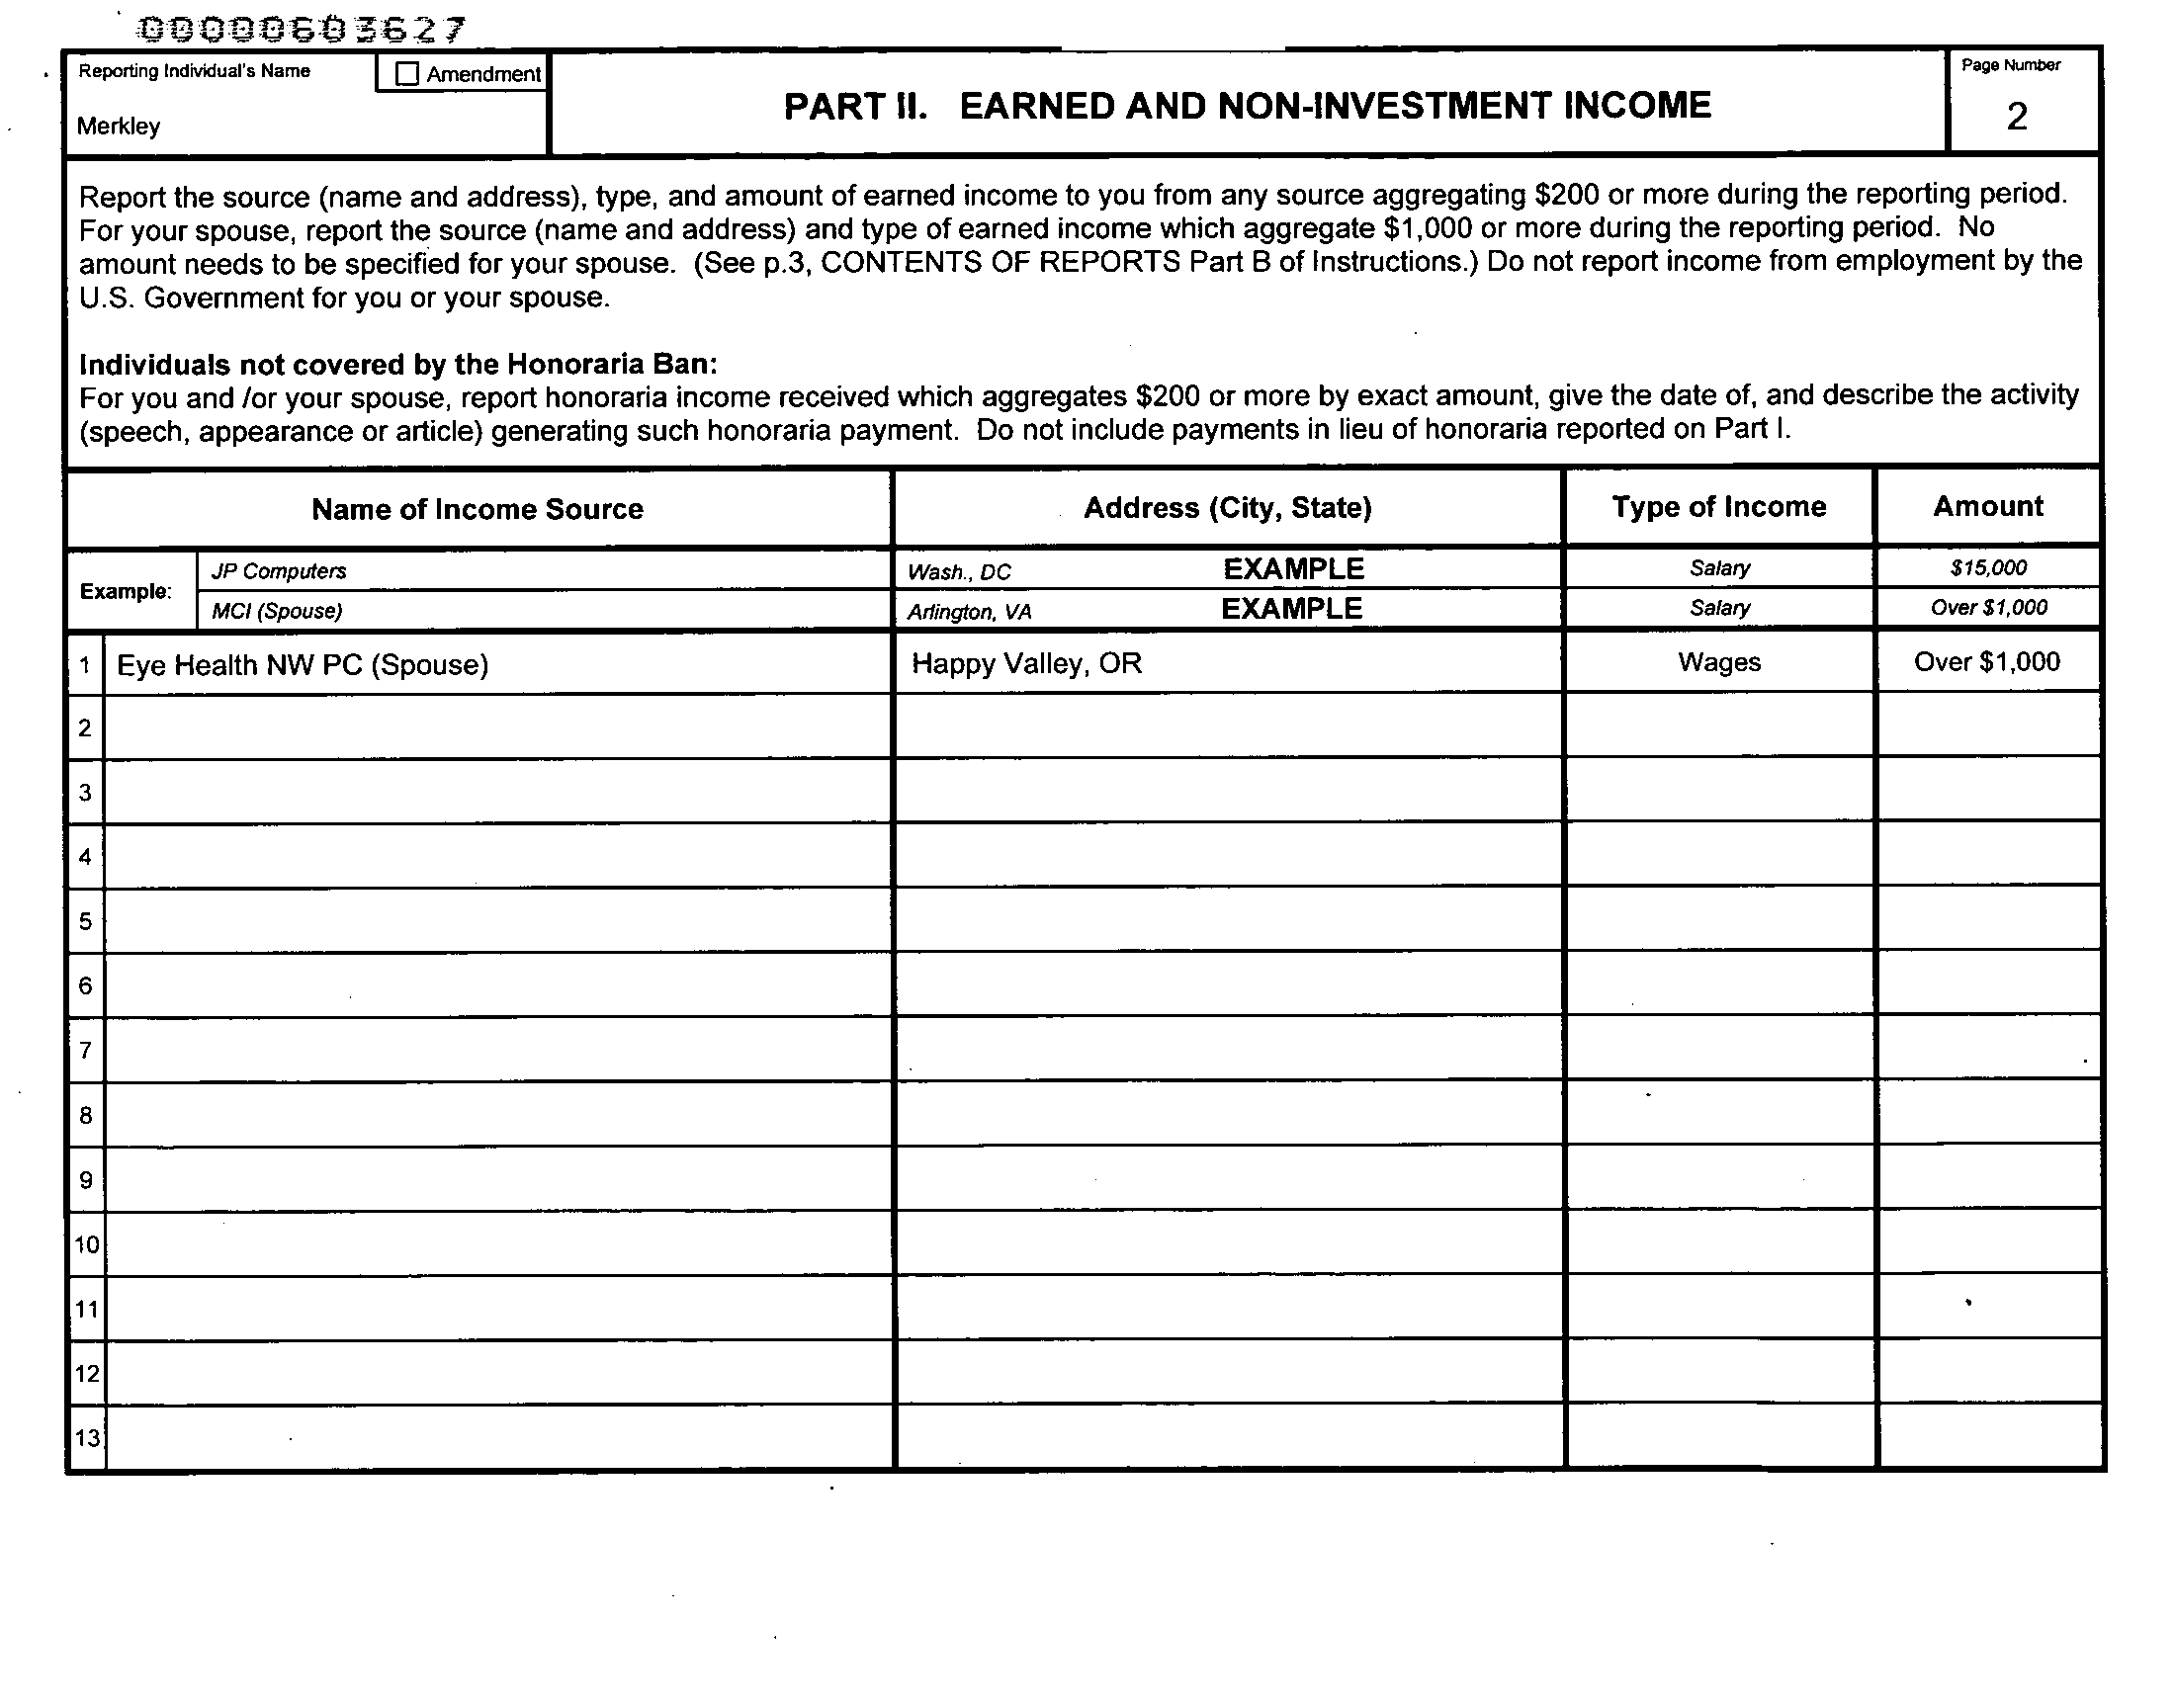 00000603627
Reporting Individual's Name
Amendment
Merkley
PART II. EARNED AND NON-INVESTMENT INCOME
Page Number
2
Report the source (name and address), type, and amount of earned income to you from any source aggregating $200 or more during the reporting period.
For your spouse, report the source (name and address) and type of earned income which aggregate $1,000 or more during the reporting period. No
amount needs to be specified for your spouse. (See p.3, CONTENTS OF REPORTS Part B of Instructions.) Do not report income from employment by the
U.S. Government for you or your spouse.
Individuals not covered by the Honoraria Ban:
For you and /or your spouse, report honoraria income received which aggregates $200 or more by exact amount, give the date of, and describe the activity
(speech, appearance or article) generating such honoraria payment. Do not include payments in lieu of honoraria reported on Part I.
Name of Income Source Address (City, State) Type of Income Amount
Example:
JP Computers Wash., DC EXAMPLE Salary $15,000
MCI (Spouse) Arlington, VA EXAMPLE Salary Over $1,000
1 Eye Health NW PC (Spouse) Happy Valley, OR Wages Over $1,000
2
3
4
5
6
7
8
9
10
11
12
13